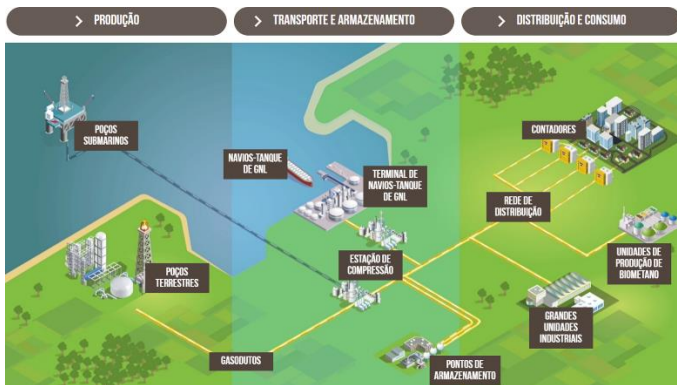 PRODUÇÃO
TRANSPORTE E ARMAZENAMENTO
DISTRIBUIÇÃO E CONSUMO
POÇOS
SUBMARINOS
NAVIOS-TANQUE
DE GNL
TERMINAL DE
NAVIOS-TANQUE
DE GNL
CONTADORES
REDE DE
DISTRIBUIÇÃO
ESTAÇÃO DE
COMPRESSÃO
POÇOS
TERRESTRES
UNIDADES DE
PRODUÇÃO DE
BIOMETANO
GRANDES
UNIDADES
INDUSTRIAIS
GASODUTOS
PONTOS DE
ARMAZENAMENTO